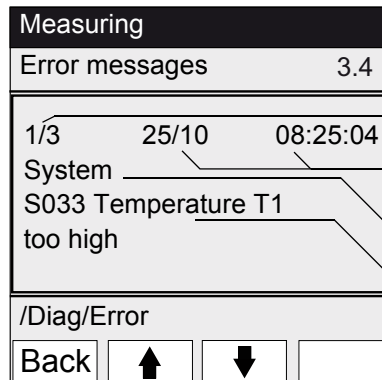 Measuring
Error messages 3.4
1/3 25/10 08:25:04
System
S033 Temperature T1
too high
/Diag/Error
Back